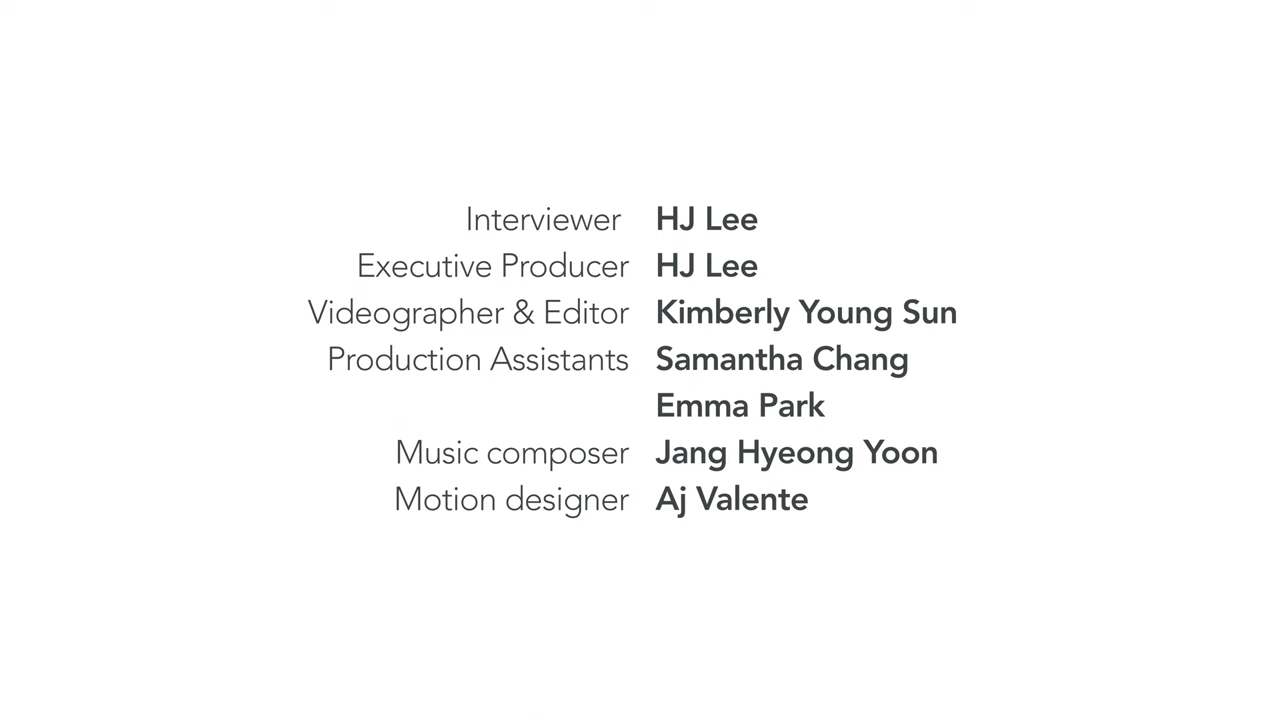 Interviewer HJ Lee
Executive Producer HJ Lee
Videographer & Editor Kimberly Young Sun
Production Assistants Samantha Chang
Emma Park
Music composer Jang Hyeong Yoon
Motion designer Aj Valente